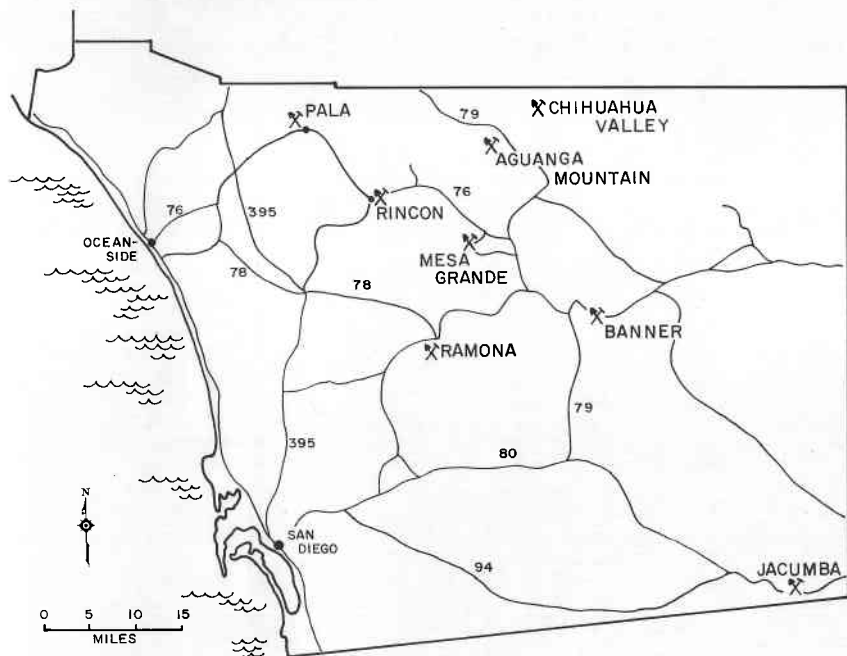 PALA
79
CHIHUAHUA
VALLEY
AGUANGA
MOUNTAIN
76
395
RINCON
76
OCEAN-
SIDE
78
MESA
GRANDE
78
BANNER
RAMONA
79
395
80
N
SAN
DIEGO
94
JACUMBA
0 5 10 15
MILES